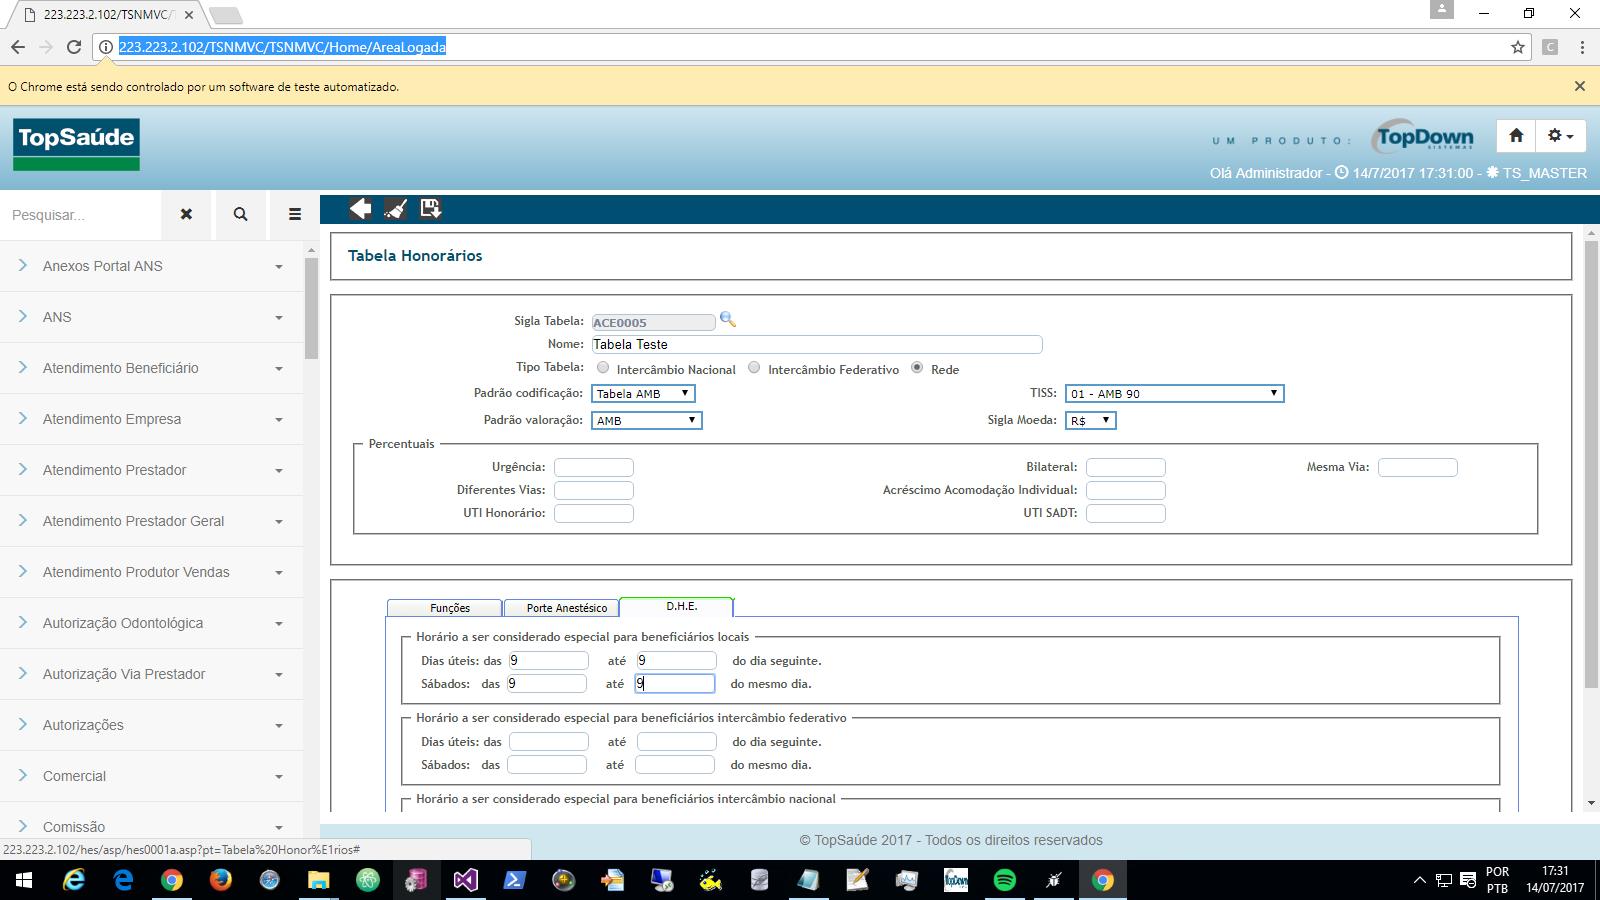 223.223.2.102/TSNMVC/T
223.223.2.102/TSNMVC/TSNMVC/Home/AreaLogada
C
O Chrome está sendo controlado por um software de teste automatizado.
TopSaúde
UM PRODUTO:
TopDown
SISTEMAS
Olá Administrador - 14/7/2017 17:31:00 - TS_MASTER
Pesquisar...
Anexos Portal ANS
ANS
Atendimento Beneficiário
Atendimento Empresa
Atendimento Prestador
Atendimento Prestador Geral
Atendimento Produtor Vendas
Autorização Odontológica
Autorização Via Prestador
Autorizações
Comercial
Comissão
Tabela Honorários
Sigla Tabela: ACE0005
Nome: Tabela Teste
Tipo Tabela: Intercâmbio Nacional Intercâmbio Federativo Rede
Padrão codificação: Tabela AMB TISS: 01 - AMB 90
Padrão valoração: AMB Sigla Moeda: R$
Percentuais
Urgência: Bilateral: Mesma Via:
Diferentes Vias: Acréscimo Acomodação Individual:
UTI Honorário: UTI SADT:
Funções Porte Anestésico D.H.E.
Horário a ser considerado especial para beneficiários locais
Dias úteis: das 9 até 9 do dia seguinte.
Sábados: das 9 até 9 do mesmo dia.
Horário a ser considerado especial para beneficiários intercâmbio federativo
Dias úteis: das até do dia seguinte.
Sábados: das até do mesmo dia.
Horário a ser considerado especial para beneficiários intercâmbio nacional
© TopSaúde 2017 - Todos os direitos reservados
223.223.2.102/hes/asp/hes0001a.asp?pt=Tabela%20Honor%E1rios#
TopDown
POR
PTB
17:31
14/07/2017